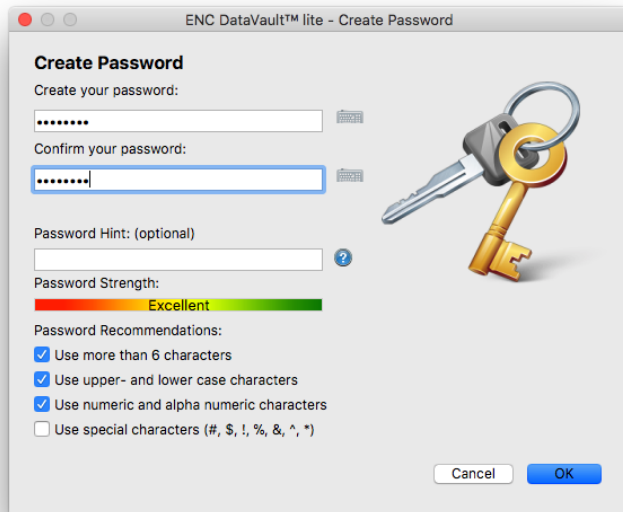 ENC DataVault™ lite - Create Password
Create Password
Create your password:
••••••••
Confirm your password:
••••••••
Password Hint: (optional)
?
Password Strength:
Excellent
Password Recommendations:
Use more than 6 characters
Use upper- and lower case characters
Use numeric and alpha numeric characters
Use special characters (#, $, !, %, &, ^, *)
Cancel OK